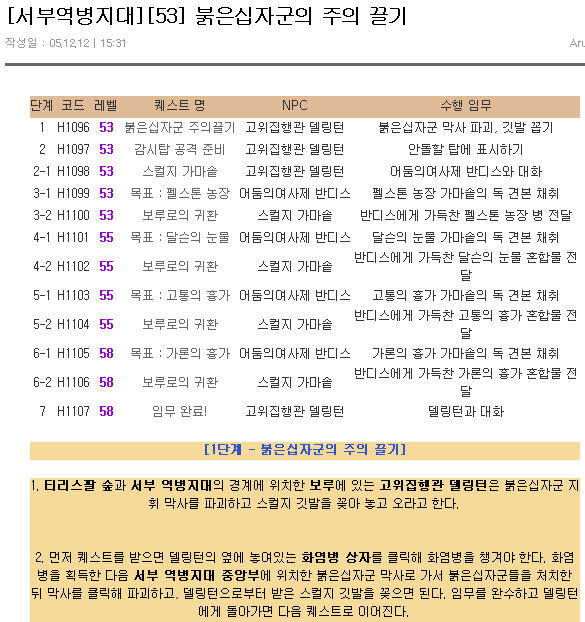 [서부역병지대][53] 붉은십자군의 주의 끌기
작성일 : 05,12,12 | 15:31
Aru
단계 코드 레벨 퀘스트 명 NPC 수행 임무
1 H1096 53 붉은십자군 주의끌기 고위집행관 델링턴 붉은십자군 막사 파괴, 깃발 꼽기
2 H1097 53 감시탑 공격 준비 고위집행관 델링턴 안돌할 탑에 표시하기
2-1 H1098 53 스컬지 가마솥 고위집행관 델링턴 어둠의여사제 반디스와 대화
3-1 H1099 53 목표 : 펠스톤 농장 어둠의여사제 반디스 펠스톤 농장 가마솥의 독 견본 채취
3-2 H1100 53 보루로의 귀환 스컬지 가마솥 반디스에게 가득찬 펠스톤 농장 병 전달
4-1 H1101 55 목표 : 달슨의 눈물 어둠의여사제 반디스 달슨의 눈물 가마솥의 독 견본 채취
4-2 H1102 55 보루로의 귀환 스컬지 가마솥 반디스에게 가득찬 달슨의 눈물 혼합물 전
달
5-1 H1103 55 목표 : 고통의 흉가 어둠의여사제 반디스 고통의 흉가 가마솥의 독 견본 채취
5-2 H1104 55 보루로의 귀환 스컬지 가마솥 반디스에게 가득찬 고통의 흉가 혼합물 전
달
6-1 H1105 58 목표 : 가론의 흉가 어둠의여사제 반디스 가론의 흉가 가마솥의 독 견본 채취
6-2 H1106 58 보루로의 귀환 스컬지 가마솥 반디스에게 가득찬 가론의 흉가 혼합물 전
달
7 H1107 58 임무 완료! 고위집행관 델링턴 델링턴과 대화
[1단계 - 붉은십자군의 주의 끌기]
1. 티리스팔 숲과 서부 역병지대의 경계에 위치한 보루에 있는 고위집행관 델링턴은 붉은십자군 지
휘 막사를 파괴하고 스컬지 깃발을 꽂아 놓고 오라고 한다.
2. 먼저 퀘스트를 받으면 델링턴의 옆에 놓여있는 화염병 상자를 클릭해 화염병을 챙겨야 한다. 화염
병을 획득한 다음 서부 역병지대 중앙부에 위치한 붉은십자군 막사로 가서 붉은십자군들을 처치한
뒤 막사를 클릭해 파괴하고, 델링턴으로부터 받은 스컬지 깃발을 꽂으면 된다. 임무를 완수하고 델링턴
에게 돌아가면 다음 퀘스트로 이어진다.